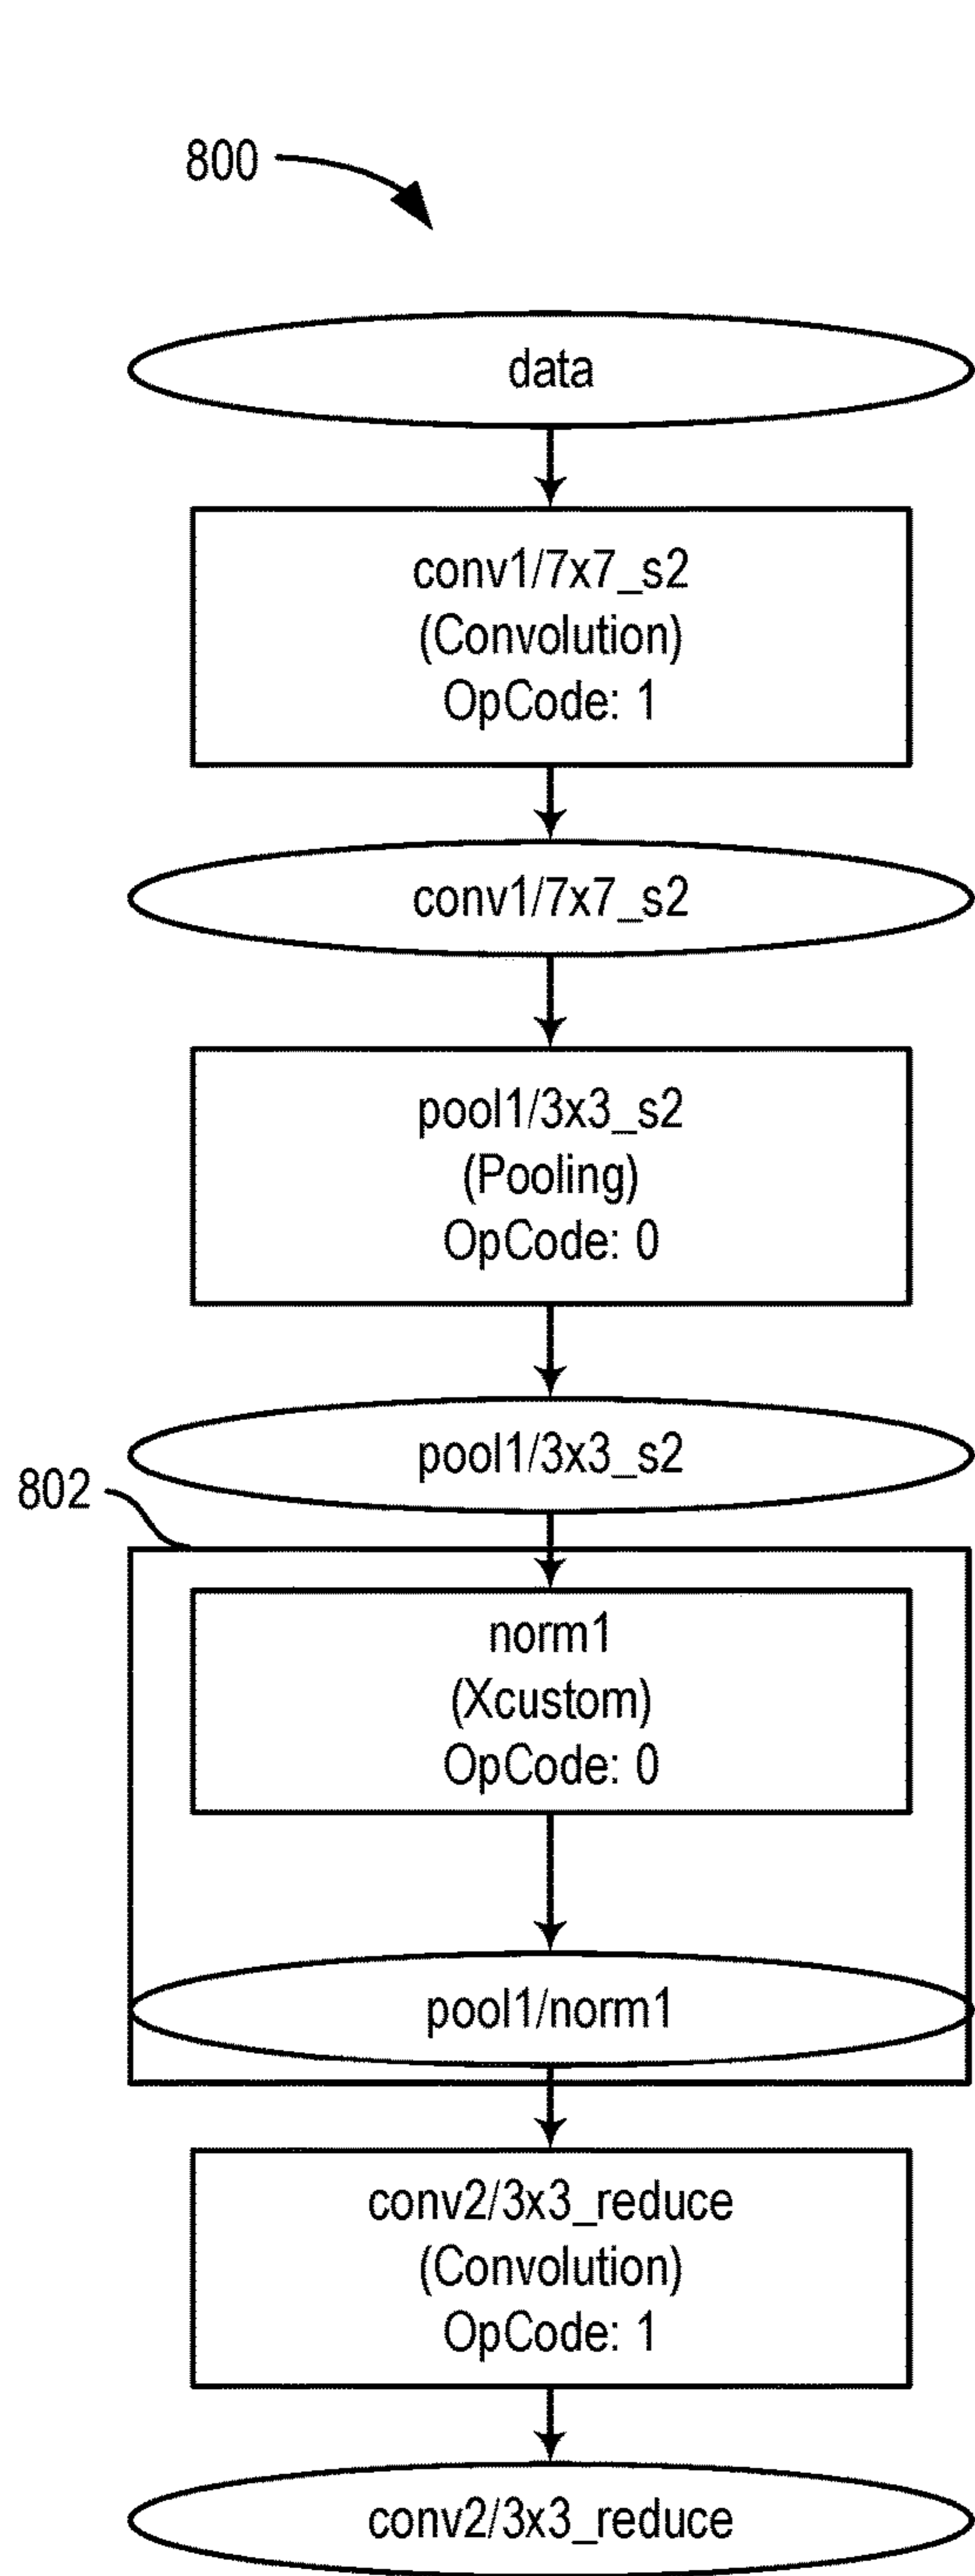 800
data
conv1/7x7_s2
(Convolution)
OpCode: 1
conv1/7x7_s2
pool1/3x3_s2
(Pooling)
OpCode: 0
pool1/3x3_s2
802
norm1
(Xcustom)
OpCode: 0
pool1/norm1
conv2/3x3_reduce
(Convolution)
OpCode: 1
conv2/3x3_reduce